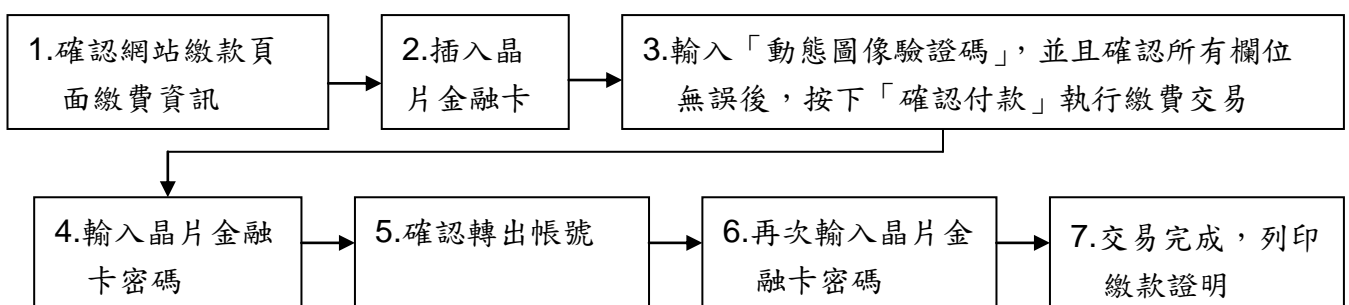 1.確認網站繳款頁
面繳費資訊
2.插入晶
片金融卡
3.輸入「動態圖像驗證碼」，並且確認所有欄位
無誤後，按下「確認付款」執行繳費交易
4.輸入晶片金融
卡密碼
5.確認轉出帳號
6.再次輸入晶片金
融卡密碼
7.交易完成，列印
繳款證明